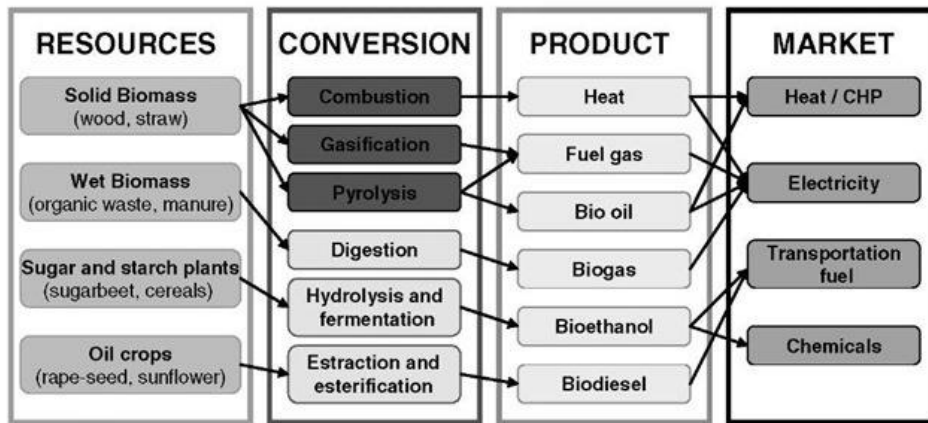 RESOURCES
Solid Biomass
(wood, straw)
Wet Biomass
(organic waste, manure)
Sugar and starch plants
(sugarbeet, cereals)
Oil crops
(rape-seed, sunflower)
CONVERSION
Combustion
Gasification
Pyrolysis
Digestion
Hydrolysis and
fermentation
Estraction and
esterification
PRODUCT
Heat
Fuel gas
Bio oil
Biogas
Bioethanol
Biodiesel
MARKET
Heat / CHP
Electricity
Transportation
fuel
Chemicals